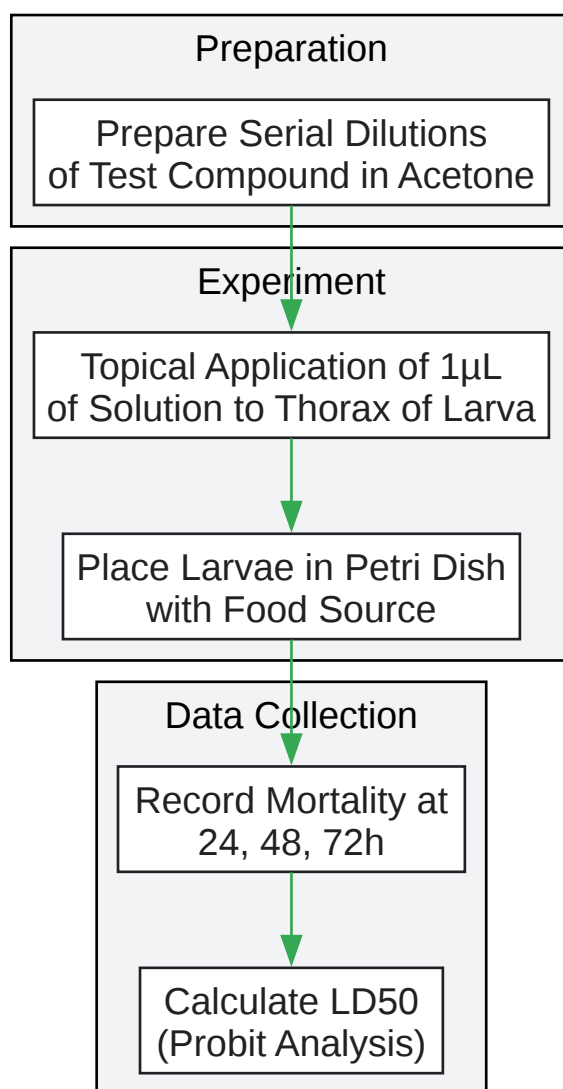 Preparation
Prepare Serial Dilutions
of Test Compound in Acetone
Experiment
Topical Application of 1µL
of Solution to Thorax of Larva
Place Larvae in Petri Dish
with Food Source
Data Collection
Record Mortality at
24, 48, 72h
Calculate LD50
(Probit Analysis)